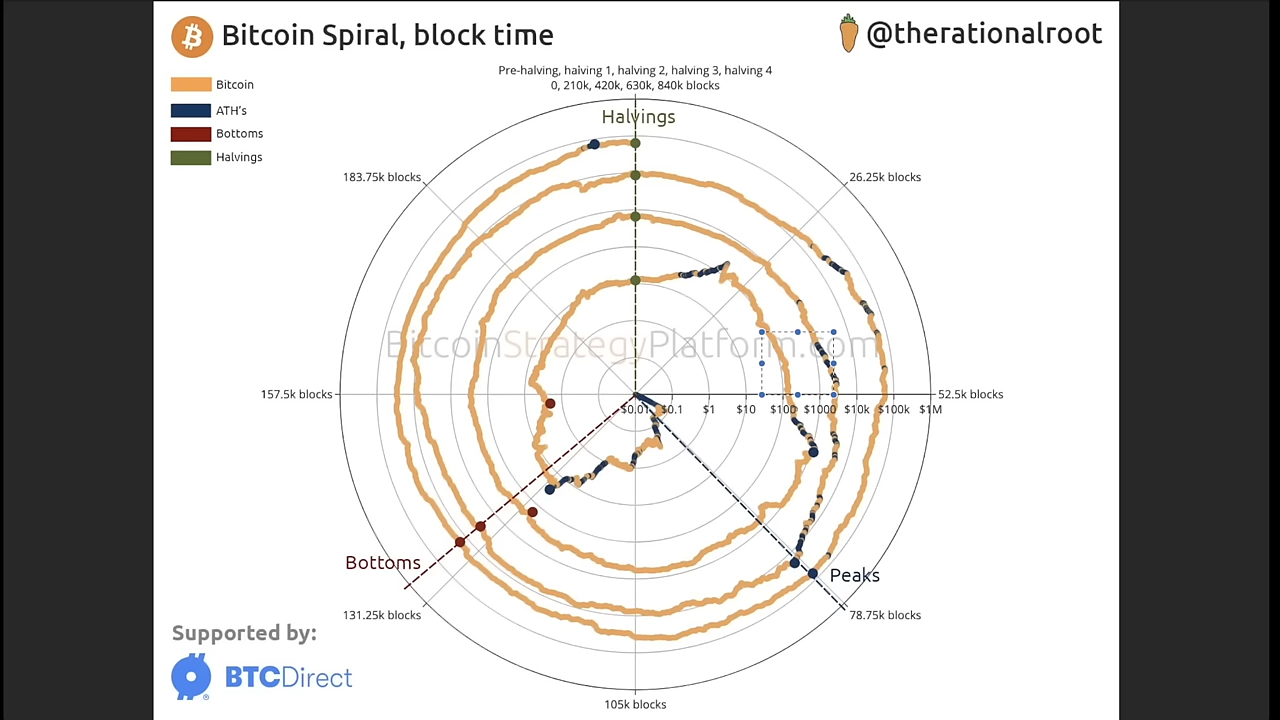 Bitcoin Spiral, block time
@therationalroot
Bitcoin
ATH's
Bottoms
Halvings
Pre-halving, halving 1, halving 2, halving 3, halving 4
0, 210k, 420k, 630k, 840k blocks
Halvings
183.75k blocks
26.25k blocks
BitcoinStrategyPlatform.com
157.5k blocks
52.5k blocks
$0.01 $0.1 $1 $10 $100 $1000 $10k $100k $1M
Bottoms
Peaks
131.25k blocks
78.75k blocks
105k blocks
Supported by:
BTCDirect